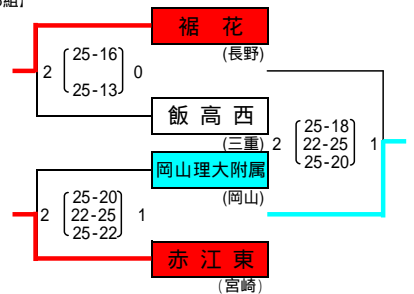 組】
裾 花
(長野)
2 25-16 0
25-13
飯 高 西
(三重)
岡山理大附属
(岡山)
2 25-18 1
22-25
25-20
2 25-20 1
22-25
25-22
赤 江 東
(宮崎)